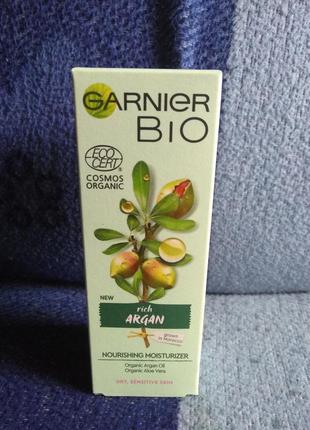 GARNIER
BIO
ECO
CERT®
COSMOS
ORGANIC
NEW
rich
ARGAN
grown
in Morocco
NOURISHING MOISTURIZER
Organic Argan Oil
Organic Aloe Vera
DRY, SENSITIVE SKIN